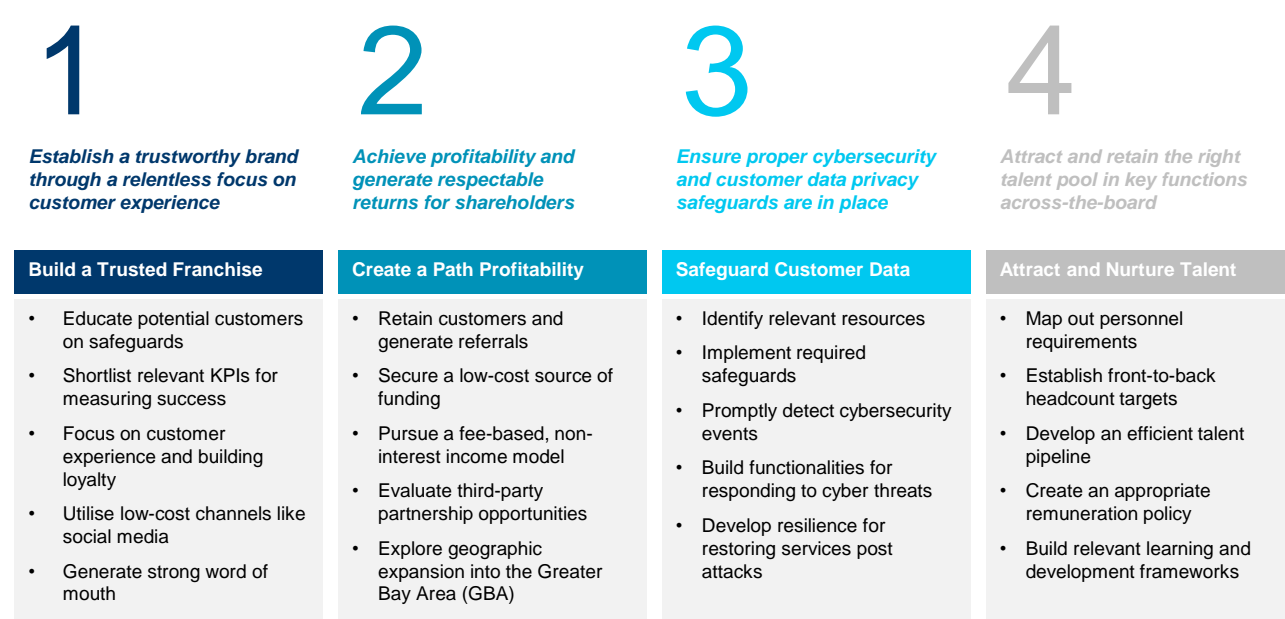 1
Establish a trustworthy brand
through a relentless focus on
customer experience
Build a Trusted Franchise
• Educate potential customers
on safeguards
• Shortlist relevant KPIs for
measuring success
• Focus on customer
experience and building
loyalty
• Utilise low-cost channels like
social media
• Generate strong word of
mouth
2
Achieve profitability and
generate respectable
returns for shareholders
Create a Path Profitability
• Retain customers and
generate referrals
• Secure a low-cost source of
funding
• Pursue a fee-based, non-
interest income model
• Evaluate third-party
partnership opportunities
• Explore geographic
expansion into the Greater
Bay Area (GBA)
3
Ensure proper cybersecurity
and customer data privacy
safeguards are in place
Safeguard Customer Data
• Identify relevant resources
• Implement required
safeguards
• Promptly detect cybersecurity
events
• Build functionalities for
responding to cyber threats
• Develop resilience for
restoring services post
attacks
4
Attract and retain the right
talent pool in key functions
across-the-board
Attract and Nurture Talent
• Map out personnel
requirements
• Establish front-to-back
headcount targets
• Develop an efficient talent
pipeline
• Create an appropriate
remuneration policy
• Build relevant learning and
development frameworks